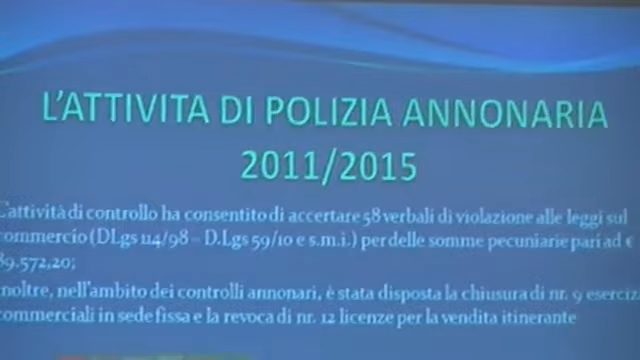 L'ATTIVITA DI POLIZIA ANNONARIA
2011/2015
L'attività di controllo ha consentito di accertare 58 verbali di violazione alle leggi sul
commercio (DLgs 114/98 – D.Lgs 59/10 e s.m.i.) per delle somme pecuniarie pari ad €
89.572,20;
Inoltre, nell'ambito dei controlli annonari, è stata disposta la chiusura di nr. 9 eserciz
commerciali in sede fissa e la revoca di nr. 12 licenze per la vendita itinerante